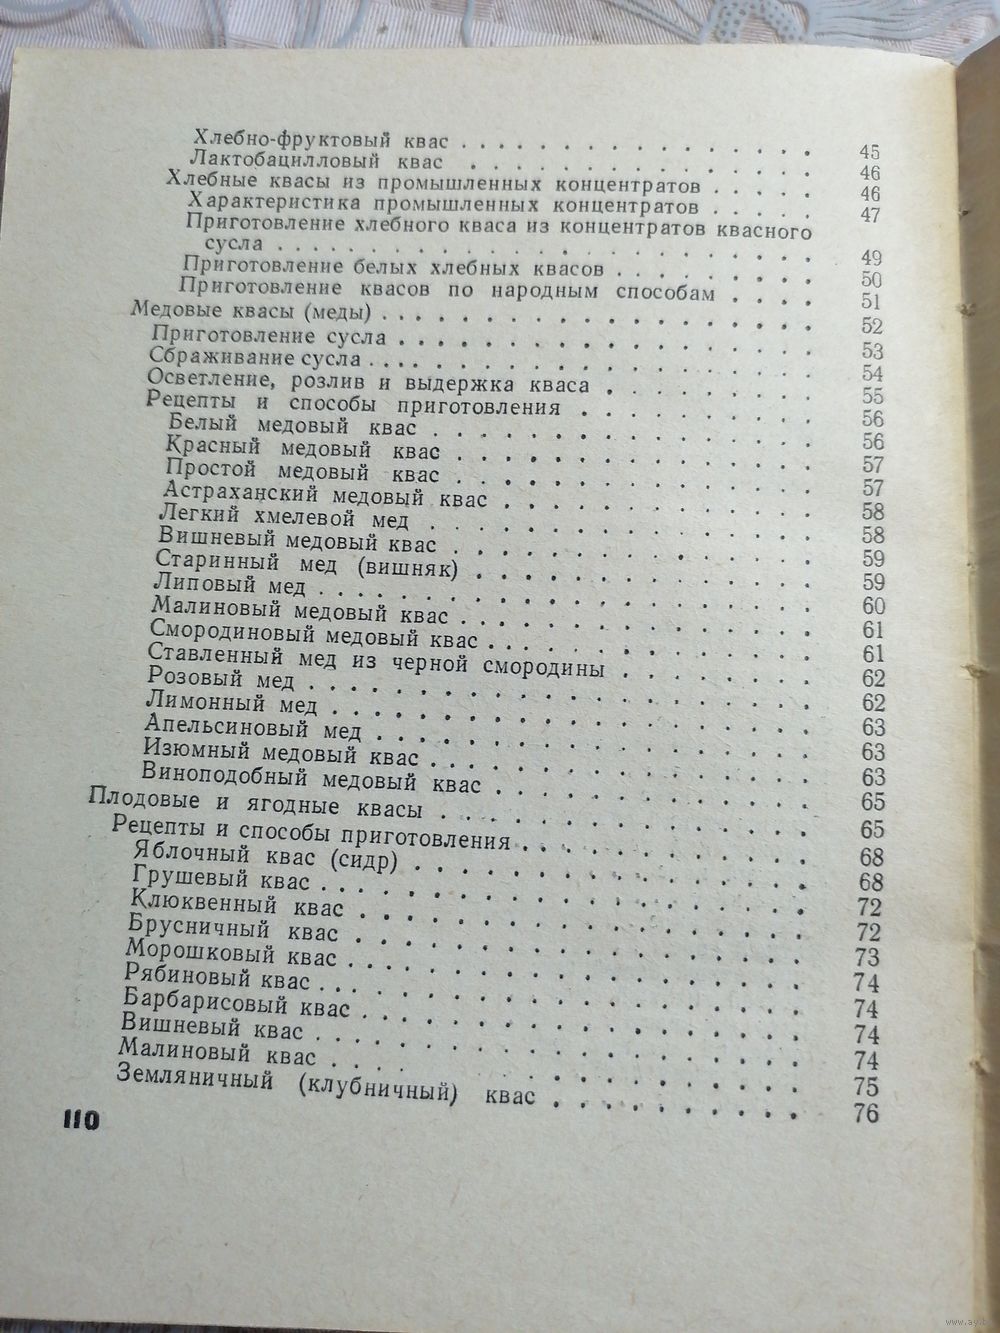 Хлебно-фруктовый квас . . . . . . . . . . . . . . 45
Лактобацилловый квас . . . . . . . . . . . . . . 46
Хлебные квасы из промышленных концентратов . . . . . 46
Характеристика промышленных концентратов . . . . . 47
Приготовление хлебного кваса из концентратов квасного
сусла . . . . . . . . . . . . . . . . . . . . 49
Приготовление белых хлебных квасов . . . . . . . . 50
Приготовление квасов по народным способам . . . . 51
Медовые квасы (меды) . . . . . . . . . . . . . . . . 52
Приготовление сусла . . . . . . . . . . . . . . . . 53
Сбраживание сусла . . . . . . . . . . . . . . . . . 54
Осветление, розлив и выдержка кваса . . . . . . . . 55
Рецепты и способы приготовления . . . . . . . . . . 56
Белый медовый квас . . . . . . . . . . . . . . . 56
Красный медовый квас . . . . . . . . . . . . . . 57
Простой медовый квас . . . . . . . . . . . . . . 57
Астраханский медовый квас . . . . . . . . . . . . 58
Легкий хмелевой мед . . . . . . . . . . . . . . . 58
Вишневый медовый квас . . . . . . . . . . . . . . 59
Старинный мед (вишняк) . . . . . . . . . . . . . 59
Липовый мед . . . . . . . . . . . . . . . . . . . 60
Малиновый медовый квас . . . . . . . . . . . . . . 61
Смородиновый медовый квас . . . . . . . . . . . . 61
Ставленный мед из черной смородины . . . . . . . . 62
Розовый мед . . . . . . . . . . . . . . . . . . . 62
Лимонный мед . . . . . . . . . . . . . . . . . . 63
Апельсиновый мед . . . . . . . . . . . . . . . . . 63
Изюмный медовый квас . . . . . . . . . . . . . . . 63
Виноподобный медовый квас . . . . . . . . . . . . 65
Плодовые и ягодные квасы . . . . . . . . . . . . . . 65
Рецепты и способы приготовления . . . . . . . . . . . 68
Яблочный квас (сидр) . . . . . . . . . . . . . . . 68
Грушевый квас . . . . . . . . . . . . . . . . . . 72
Клюквенный квас . . . . . . . . . . . . . . . . . 72
Брусничный квас . . . . . . . . . . . . . . . . . 73
Морошковый квас . . . . . . . . . . . . . . . . . 74
Рябиновый квас . . . . . . . . . . . . . . . . . . 74
Барбарисовый квас . . . . . . . . . . . . . . . . 74
Вишневый квас . . . . . . . . . . . . . . . . . . 74
Малиновый квас . . . . . . . . . . . . . . . . . . 75
Земляничный (клубничный) квас . . . . . . . . . . 76
110